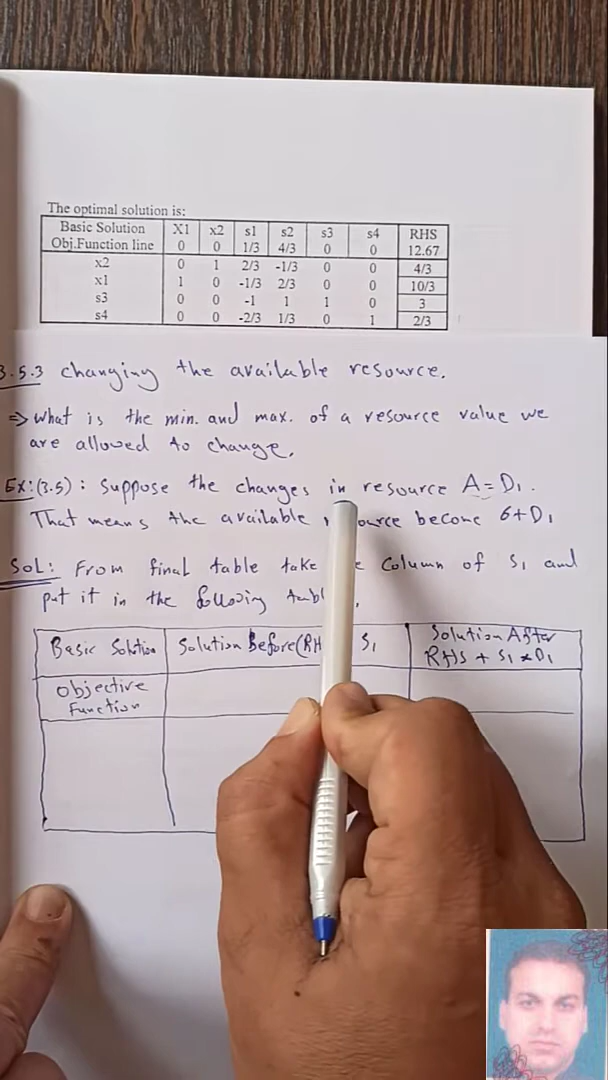 The optimal solution is:
Basic Solution X1 x2 s1 s2 s3 s4 RHS
Obj.Function line 0 0 1/3 4/3 0 0 12.67
x2 0 1 2/3 -1/3 0 0 4/3
x1 1 0 -1/3 2/3 0 0 10/3
s3 0 0 -1 1 1 0 3
s4 0 0 -2/3 1/3 0 1 2/3
3.5.3 changing the available resource.
⇒ What is the min. and max. of a resource value we
are allowed to change.
Ex:(3.5): Suppose the changes in resource A = D1.
That means the available become 6+D1
SOL: From final table take column of S1 and
put it in the following
Basic Solution Solution Before(RH S1 Solution After
RHS + S1 × D1
Objective
Function